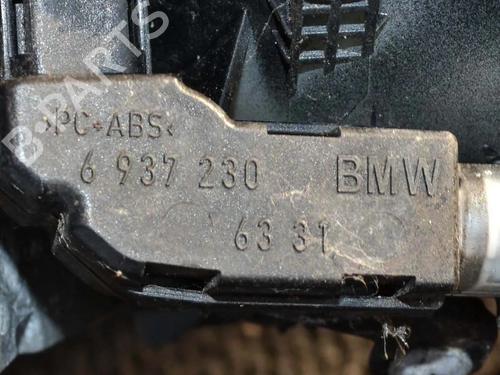 B-PARTS
>PC+ABS<
6 937 230
BMW
63 31